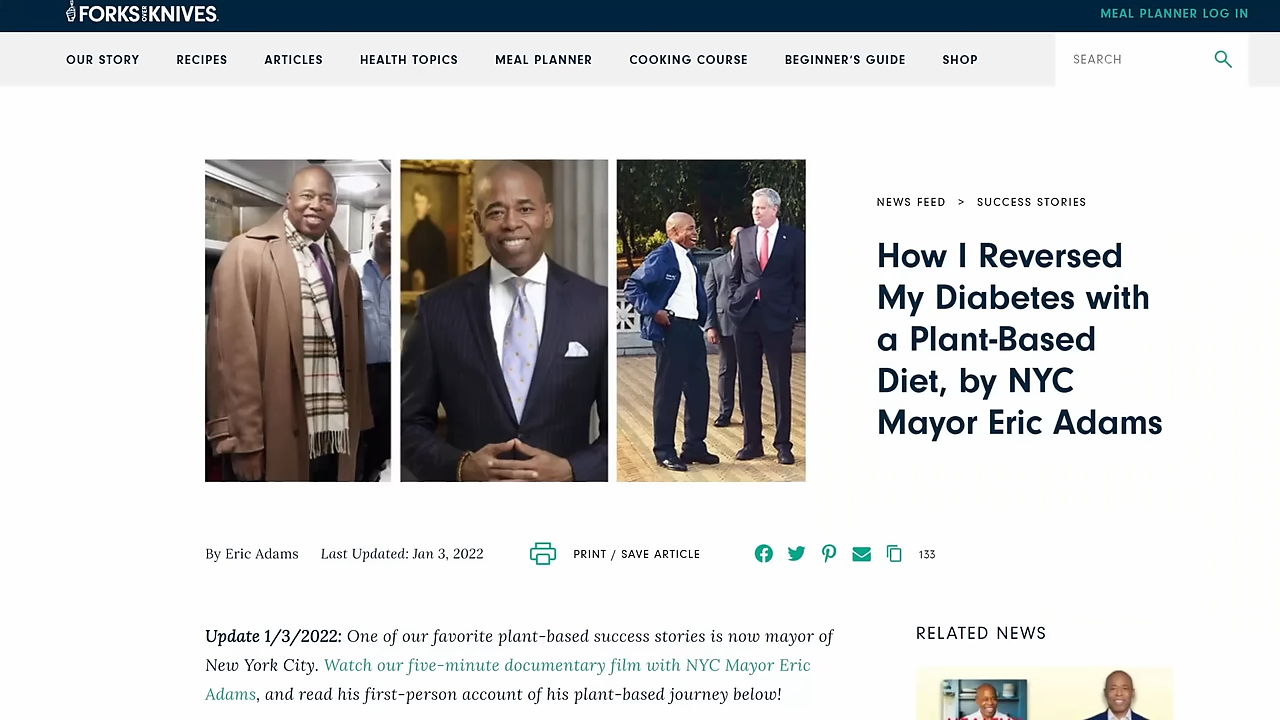 FORKS OVER KNIVES
MEAL PLANNER LOG IN
OUR STORY RECIPES ARTICLES HEALTH TOPICS MEAL PLANNER COOKING COURSE BEGINNER'S GUIDE SHOP SEARCH
NEWS FEED > SUCCESS STORIES
How I Reversed
My Diabetes with
a Plant-Based
Diet, by NYC
Mayor Eric Adams
By Eric Adams Last Updated: Jan 3, 2022 PRINT / SAVE ARTICLE 133
Update 1/3/2022: One of our favorite plant-based success stories is now mayor of
New York City. Watch our five-minute documentary film with NYC Mayor Eric
Adams, and read his first-person account of his plant-based journey below!
RELATED NEWS